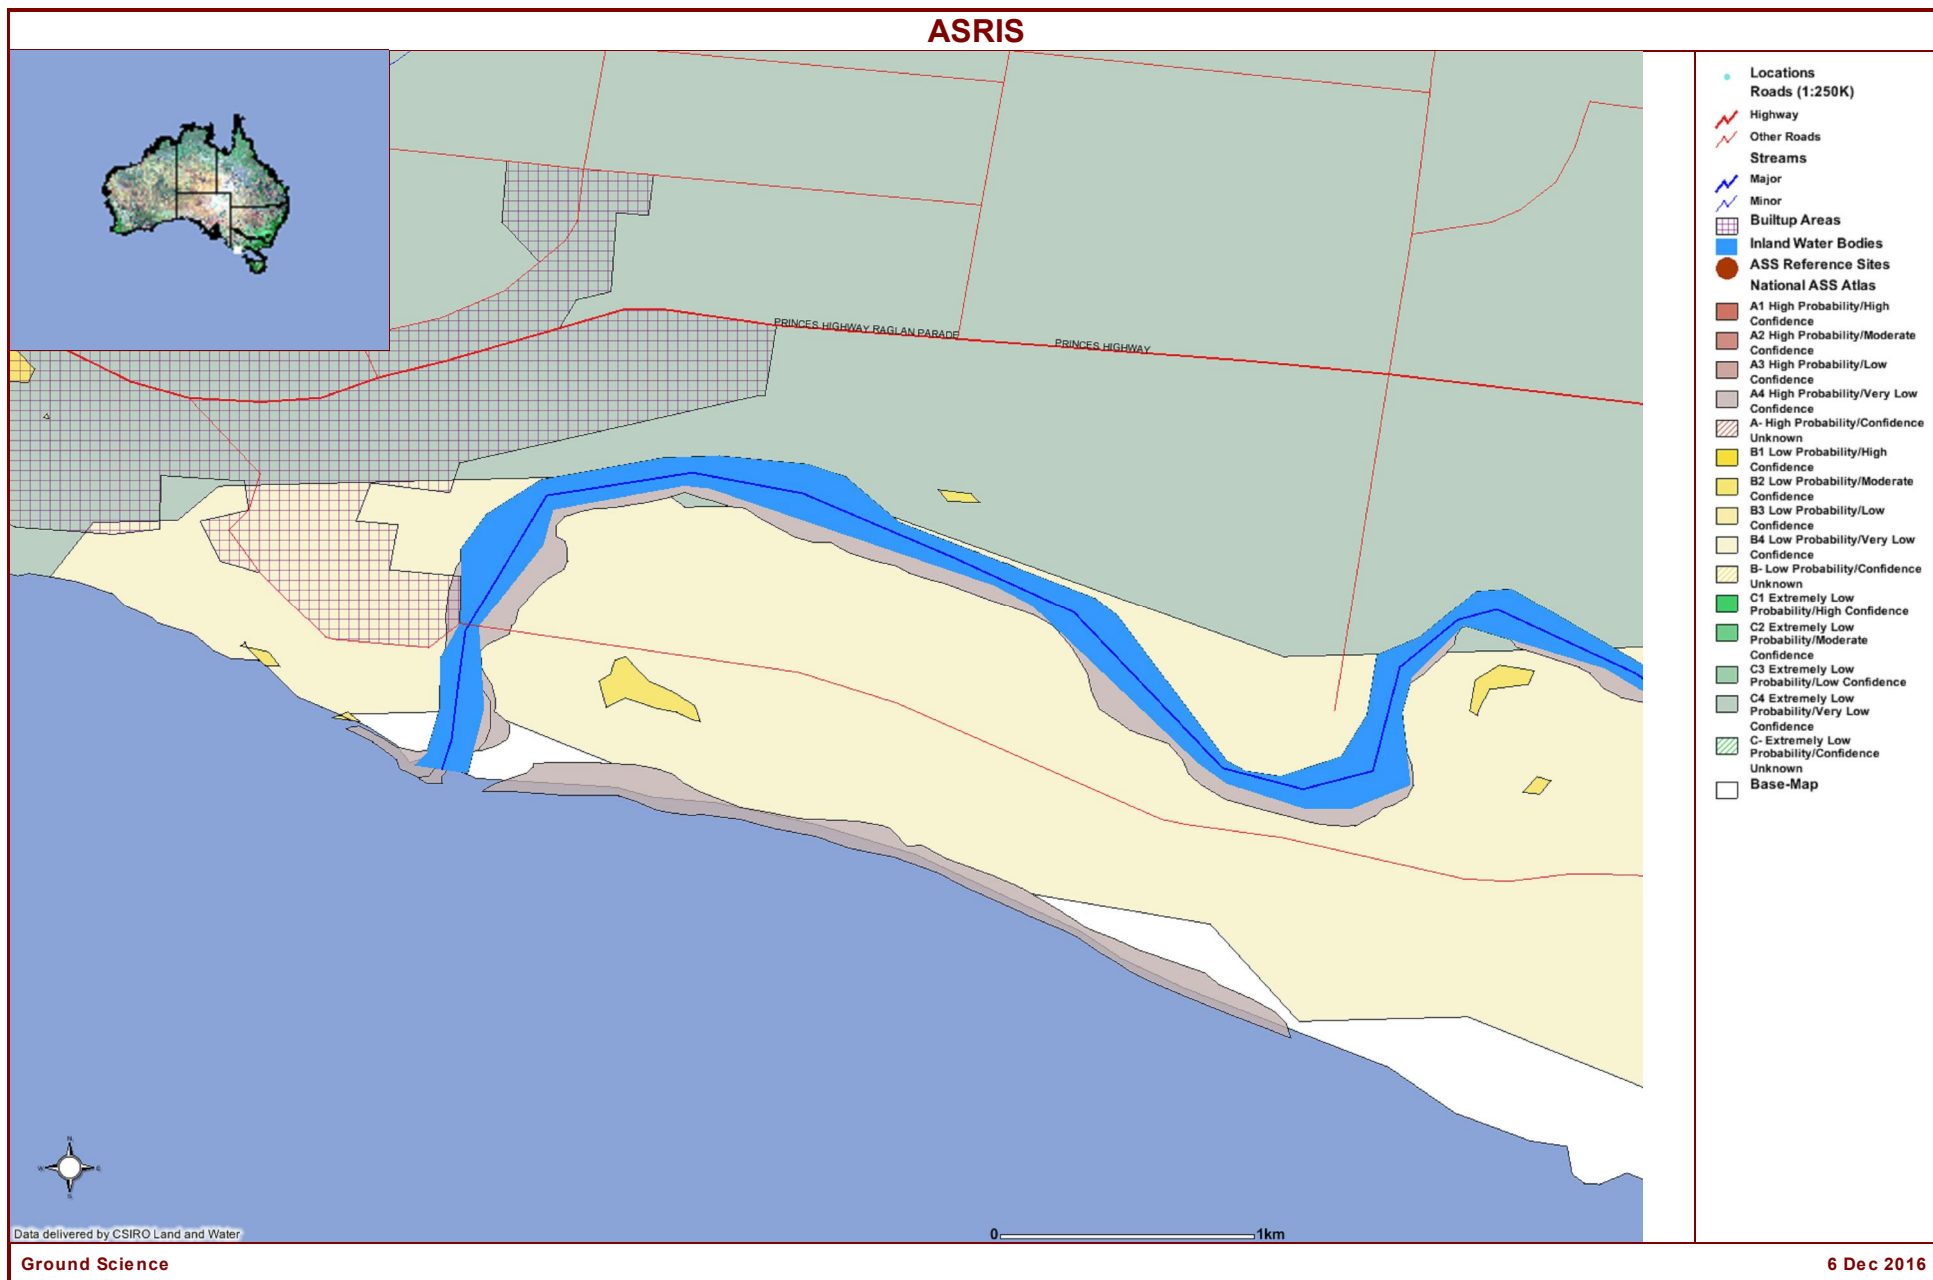 ASRIS
PRINCES HIGHWAY RAGLAN PARADE
PRINCES HIGHWAY
N
W
E
S
Data delivered by CSIRO Land and Water
0
1km
Locations
Roads (1:250K)
Highway
Other Roads
Streams
Major
Minor
Builtup Areas
Inland Water Bodies
ASS Reference Sites
National ASS Atlas
A1 High Probability/High
Confidence
A2 High Probability/Moderate
Confidence
A3 High Probability/Low
Confidence
A4 High Probability/Very Low
Confidence
A- High Probability/Confidence
Unknown
B1 Low Probability/High
Confidence
B2 Low Probability/Moderate
Confidence
B3 Low Probability/Low
Confidence
B4 Low Probability/Very Low
Confidence
B- Low Probability/Confidence
Unknown
C1 Extremely Low
Probability/High Confidence
C2 Extremely Low
Probability/Moderate
Confidence
C3 Extremely Low
Probability/Low Confidence
C4 Extremely Low
Probability/Very Low
Confidence
C- Extremely Low
Probability/Confidence
Unknown
Base-Map
Ground Science
6 Dec 2016